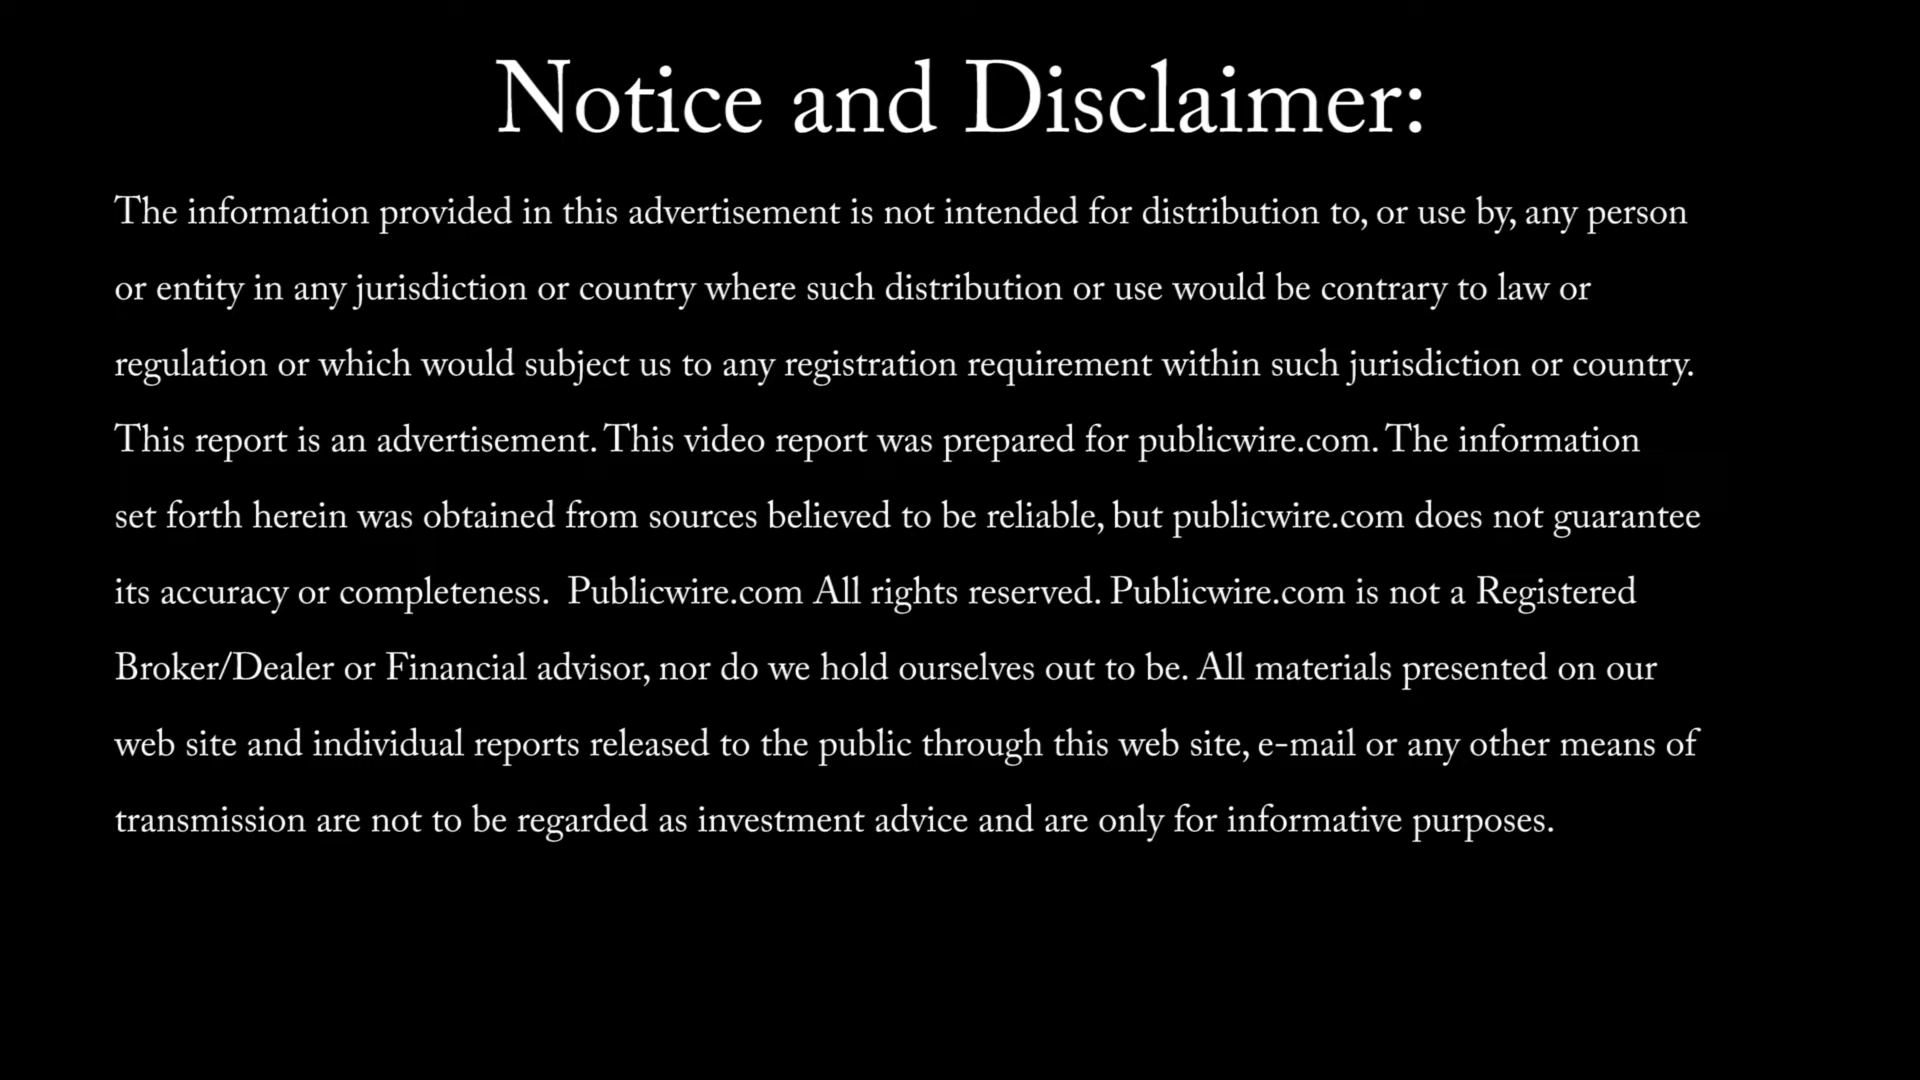 Notice and Disclaimer:
The information provided in this advertisement is not intended for distribution to, or use by, any person
or entity in any jurisdiction or country where such distribution or use would be contrary to law or
regulation or which would subject us to any registration requirement within such jurisdiction or country.
This report is an advertisement. This video report was prepared for publicwire.com. The information
set forth herein was obtained from sources believed to be reliable, but publicwire.com does not guarantee
its accuracy or completeness.  Publicwire.com All rights reserved. Publicwire.com is not a Registered
Broker/Dealer or Financial advisor, nor do we hold ourselves out to be. All materials presented on our
web site and individual reports released to the public through this web site, e-mail or any other means of
transmission are not to be regarded as investment advice and are only for informative purposes.